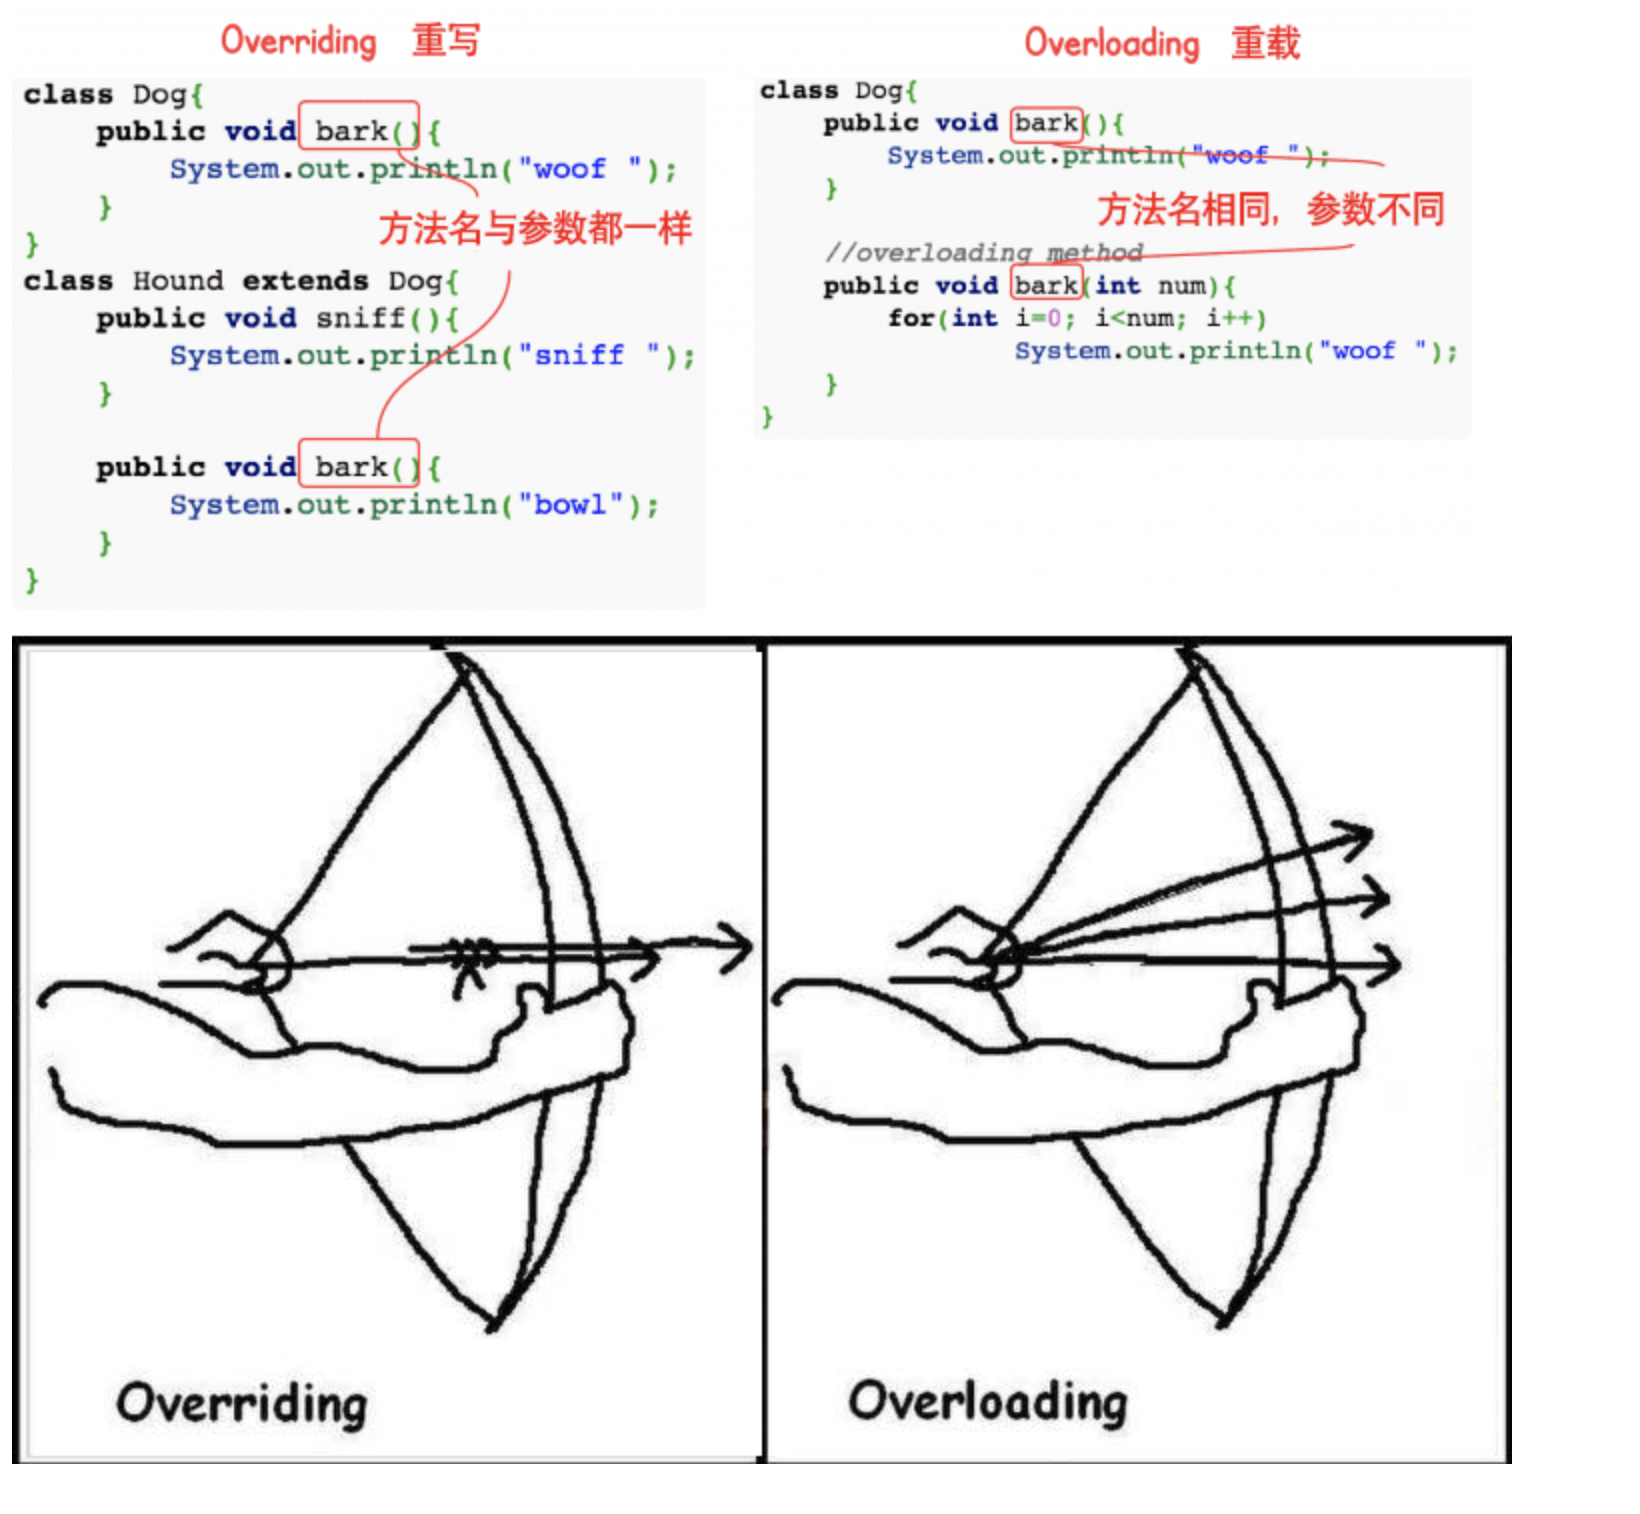 Overriding 重写
class Dog{
    public void bark(){
        System.out.println("woof ");
    }
方法名与参数都一样
}
class Hound extends Dog{
    public void sniff(){
        System.out.println("sniff ");
    }
    public void bark(){
        System.out.println("bowl");
    }
}
Overloading 重载
class Dog{
    public void bark(){
        System.out.println("woof ");
    }
方法名相同, 参数不同
    //overloading method
    public void bark(int num){
        for(int i=0; i<num; i++)
                System.out.println("woof ");
    }
}
Overriding
Overloading